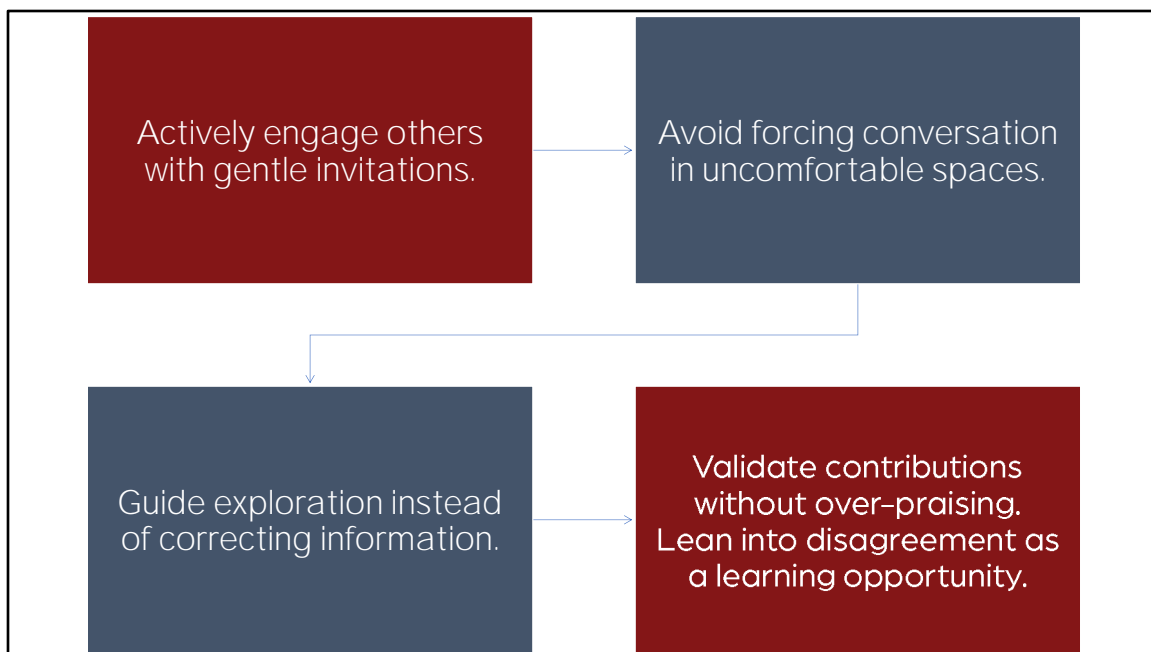 Actively engage others
with gentle invitations.
Avoid forcing conversation
in uncomfortable spaces.
Guide exploration instead
of correcting information.
Validate contributions
without over-praising.
Lean into disagreement as
a learning opportunity.